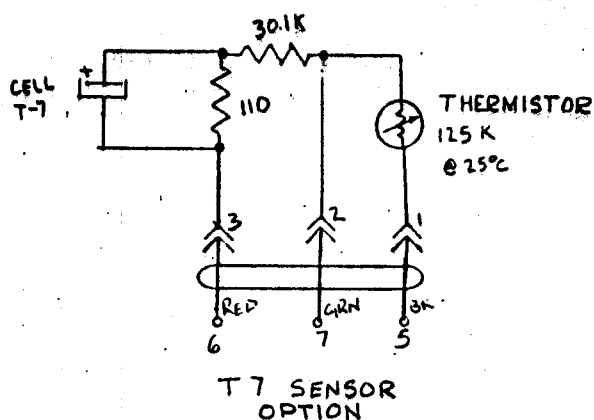 30.1K
CELL
T-7
+
110
THERMISTOR
125 K
@ 25°C
3
2
1
RED
GRN
BK
6
7
5
T7 SENSOR
OPTION